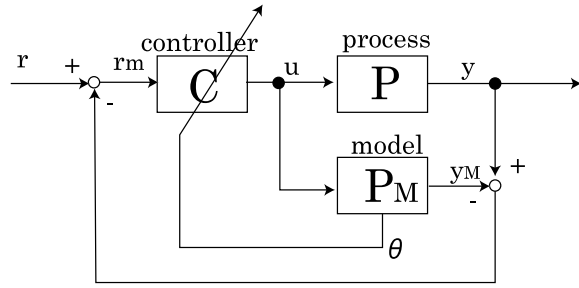 controller
process
r
+
rm
C
u
P
y
-
model
PM
yM
+
-
θ